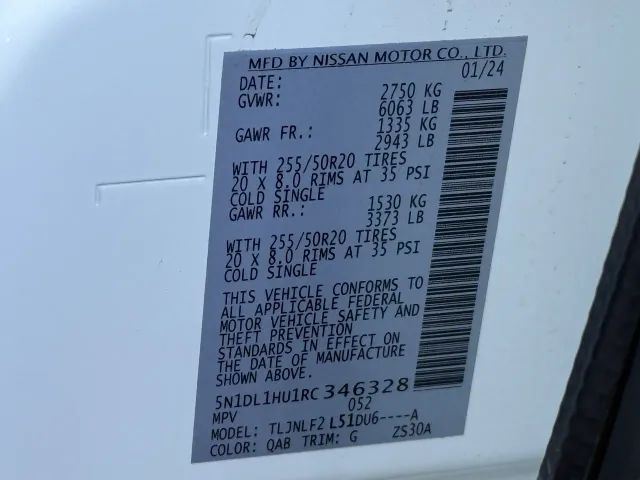 MFD BY NISSAN MOTOR CO., LTD.
DATE: 01/24
GVWR: 2750 KG
6063 LB
GAWR FR.: 1335 KG
2943 LB
WITH 255/50R20 TIRES
20 X 8.0 RIMS AT 35 PSI
COLD SINGLE
GAWR RR.: 1530 KG
3373 LB
WITH 255/50R20 TIRES
20 X 8.0 RIMS AT 35 PSI
COLD SINGLE
THIS VEHICLE CONFORMS TO
ALL APPLICABLE FEDERAL
MOTOR VEHICLE SAFETY AND
THEFT PREVENTION
STANDARDS IN EFFECT ON
THE DATE OF MANUFACTURE
SHOWN ABOVE.
5N1DL1HU1RC346328
MPV 052
MODEL: TLJNLF2 L51DU6----A
COLOR: QAB TRIM: G ZS30A